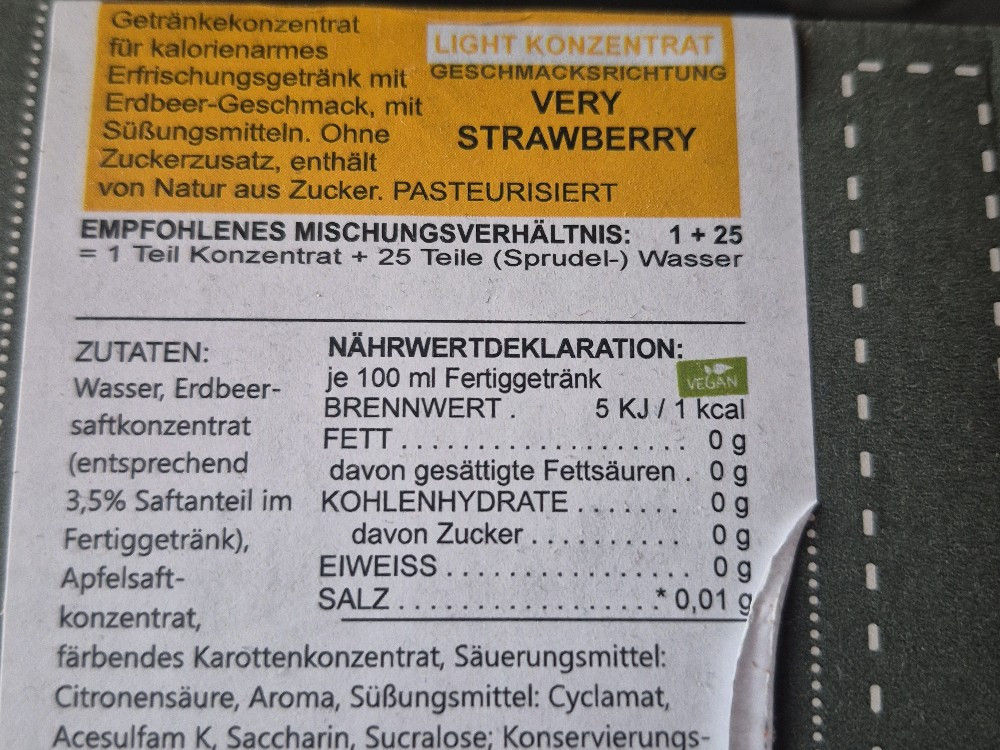 Getränkekonzentrat
für kalorienarmes
Erfrischungsgetränk mit
Erdbeer-Geschmack, mit
Süßungsmitteln. Ohne
Zuckerzusatz, enthält
von Natur aus Zucker. PASTEURISIERT
LIGHT KONZENTRAT
GESCHMACKSRICHTUNG
VERY
STRAWBERRY
EMPFOHLENES MISCHUNGSVERHÄLTNIS: 1 + 25
= 1 Teil Konzentrat + 25 Teile (Sprudel-) Wasser
ZUTATEN:
Wasser, Erdbeer-
saftkonzentrat
(entsprechend
3,5% Saftanteil im
Fertiggetränk),
Apfelsaft-
konzentrat,
NÄHRWERTDEKLARATION:
je 100 ml Fertiggetränk
VEGAN
BRENNWERT . 5 KJ / 1 kcal
FETT . . . . . . . . . . . . . . . . . . . . 0 g
davon gesättigte Fettsäuren . 0 g
KOHLENHYDRATE . . . . . . . 0 g
davon Zucker . . . . . . . . . . . 0 g
EIWEISS . . . . . . . . . . . . . . . . . 0 g
SALZ . . . . . . . . . . . . . . . . . . .* 0,01 g
färbendes Karottenkonzentrat, Säuerungsmittel:
Citronensäure, Aroma, Süßungsmittel: Cyclamat,
Acesulfam K, Saccharin, Sucralose; Konservierungs-